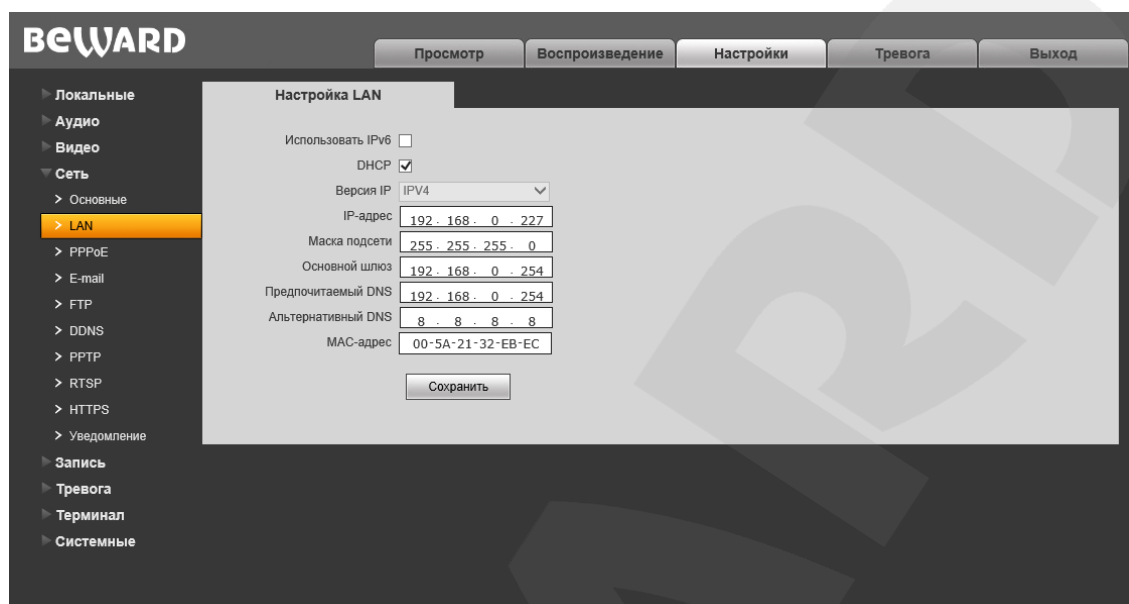 BEWARD
Просмотр Воспроизведение Настройки Тревога Выход
Локальные
Аудио
Видео
Сеть
Основные
LAN
PPPoE
E-mail
FTP
DDNS
PPTP
RTSP
HTTPS
Уведомление
Запись
Тревога
Терминал
Системные
Настройка LAN
Использовать IPv6
DHCP
Версия IP IPV4
IP-адрес 192 . 168 . 0 . 227
Маска подсети 255 . 255 . 255 . 0
Основной шлюз 192 . 168 . 0 . 254
Предпочитаемый DNS 192 . 168 . 0 . 254
Альтернативный DNS 8 . 8 . 8 . 8
MAC-адрес 00-5A-21-32-EB-EC
Сохранить